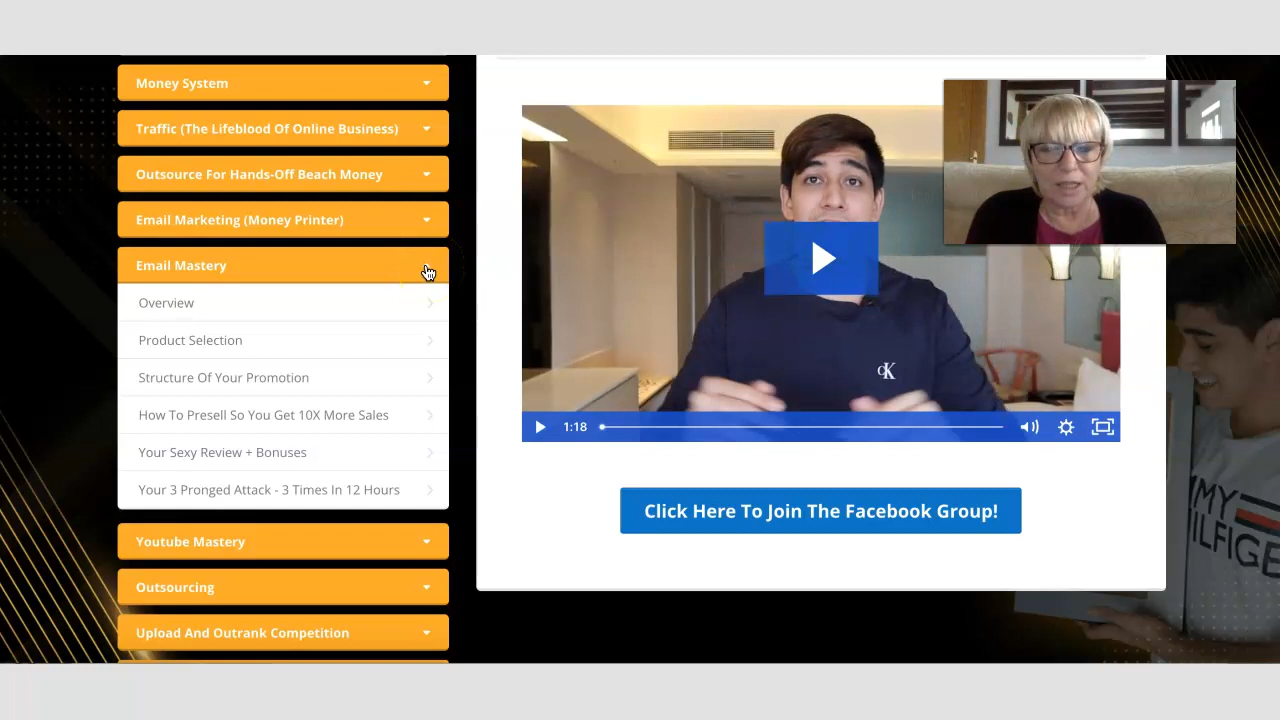 Money System
Traffic (The Lifeblood Of Online Business)
Outsource For Hands-Off Beach Money
Email Marketing (Money Printer)
Email Mastery
Overview
Product Selection
Structure Of Your Promotion
How To Presell So You Get 10X More Sales
Your Sexy Review + Bonuses
Your 3 Pronged Attack - 3 Times In 12 Hours
Youtube Mastery
Outsourcing
Upload And Outrank Competition
cK
1:18
Click Here To Join The Facebook Group!
MY
ILFIGE